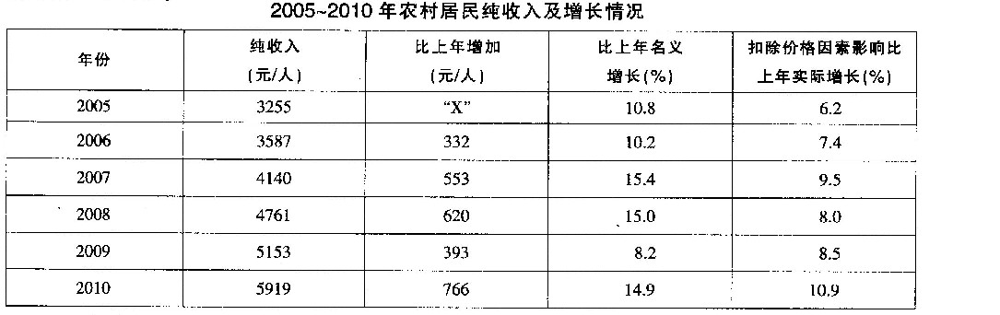 2005~2010 年农村居民纯收入及增长情况
年份 纯收入 (元/人) 比上年增加 (元/人) 比上年名义 增长(%) 扣除价格因素影响比 上年实际增长(%)
2005 3255 “X” 10.8 6.2
2006 3587 332 10.2 7.4
2007 4140 553 15.4 9.5
2008 4761 620 15.0 8.0
2009 5153 393 8.2 8.5
2010 5919 766 14.9 10.9